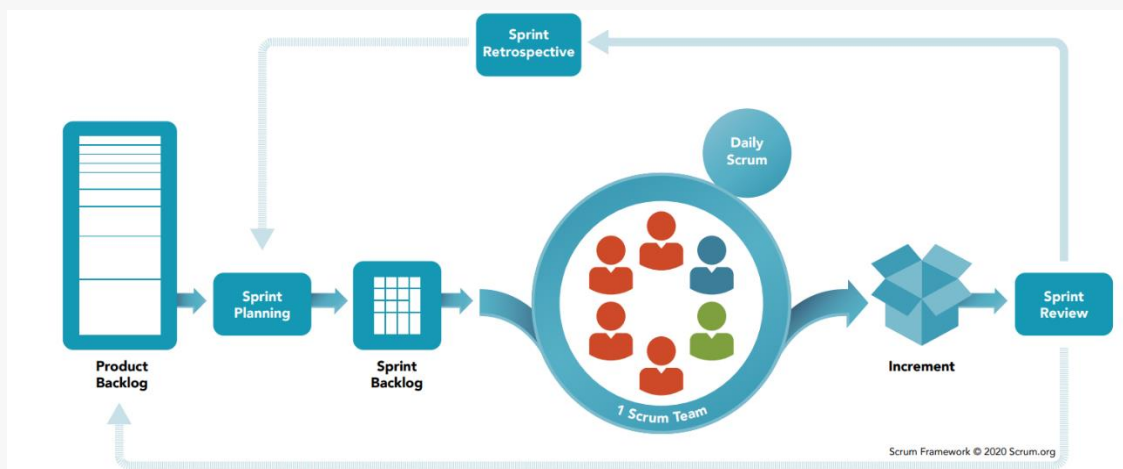 Sprint
Retrospective
Daily
Scrum
Sprint
Planning
Sprint
Review
Product
Backlog
Sprint
Backlog
Increment
1 Scrum Team
Scrum Framework © 2020 Scrum.org